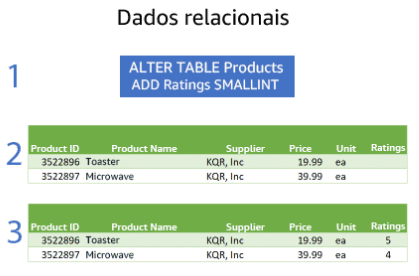 Dados relacionais
1
ALTER TABLE Products
ADD Ratings SMALLINT
2
Product ID Product Name Supplier Price Unit Ratings
3522896 Toaster KQR, Inc 19.99 ea
3522897 Microwave KQR, Inc 39.99 ea
3
Product ID Product Name Supplier Price Unit Ratings
3522896 Toaster KQR, Inc 19.99 ea 5
3522897 Microwave KQR, Inc 39.99 ea 4